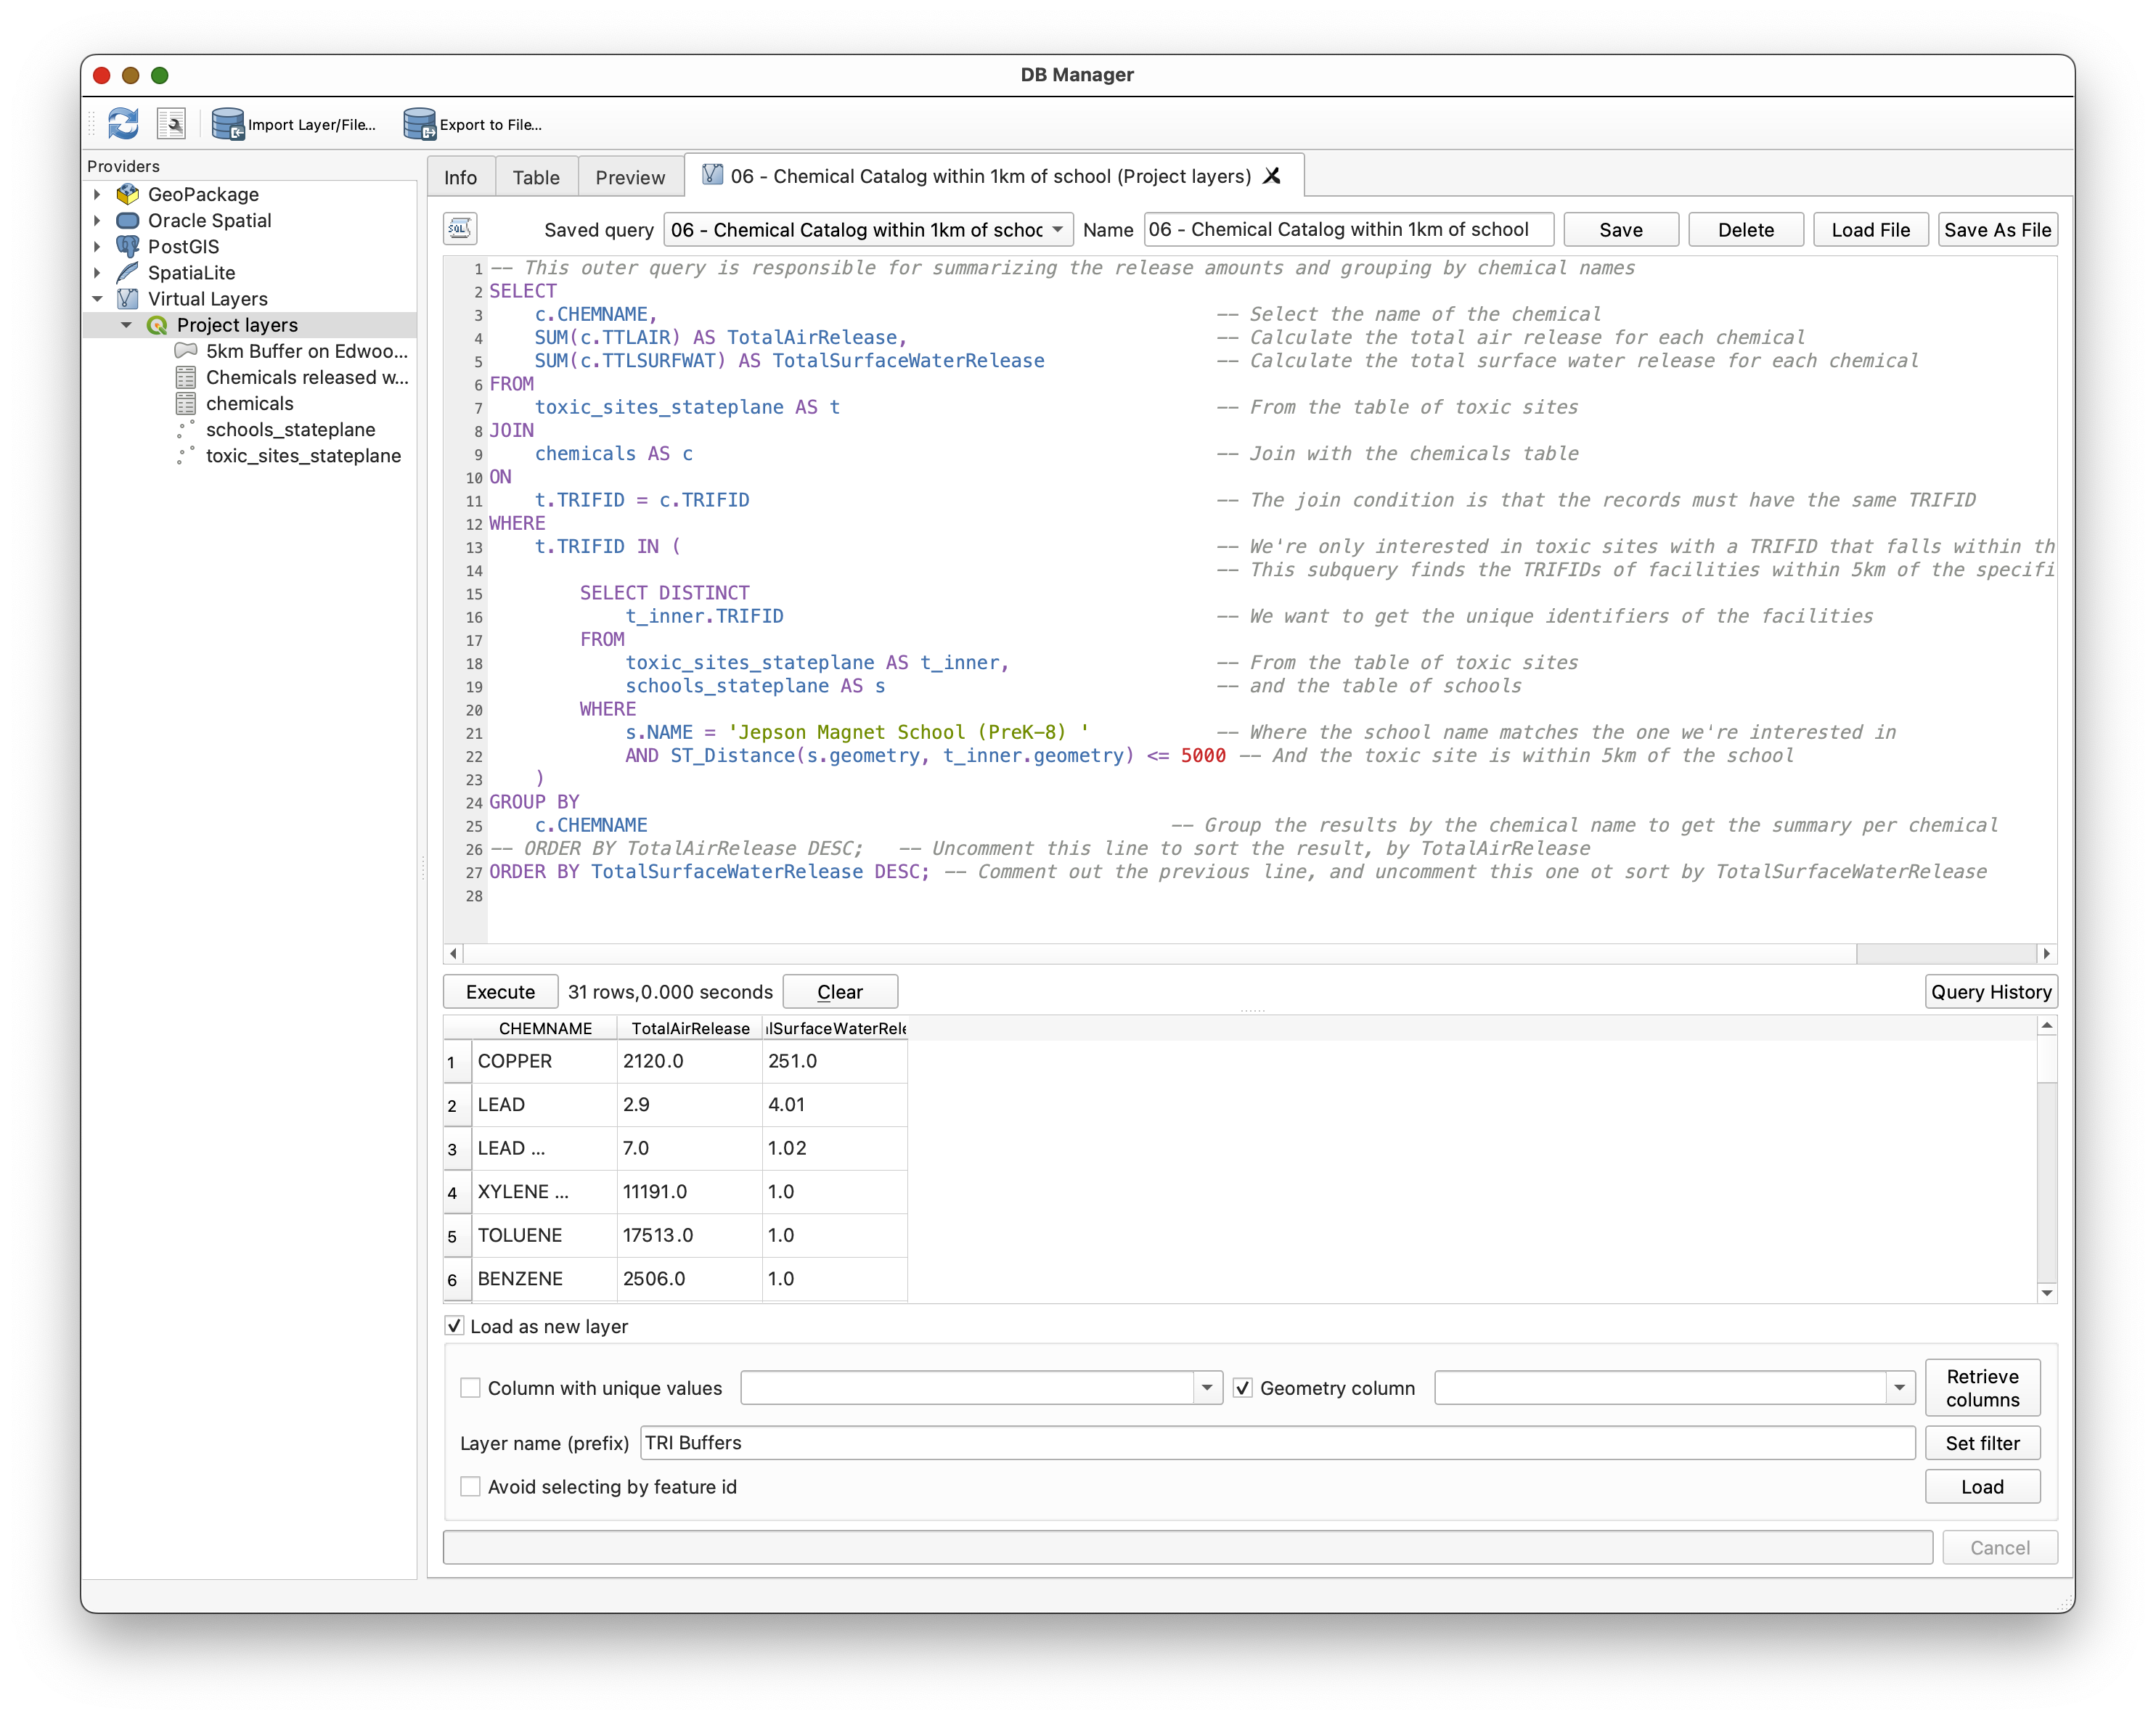 DB Manager
Import Layer/File... Export to File...
Providers
GeoPackage
Oracle Spatial
PostGIS
SpatiaLite
Virtual Layers
Project layers
5km Buffer on Edwoo...
Chemicals released w...
chemicals
schools_stateplane
toxic_sites_stateplane
Info Table Preview 06 - Chemical Catalog within 1km of school (Project layers)
SQL Saved query 06 - Chemical Catalog within 1km of schoc Name 06 - Chemical Catalog within 1km of school Save Delete Load File Save As File
1 -- This outer query is responsible for summarizing the release amounts and grouping by chemical names
2 SELECT
3 c.CHEMNAME, -- Select the name of the chemical
4 SUM(c.TTLAIR) AS TotalAirRelease, -- Calculate the total air release for each chemical
5 SUM(c.TTLSURFWAT) AS TotalSurfaceWaterRelease -- Calculate the total surface water release for each chemical
6 FROM
7 toxic_sites_stateplane AS t -- From the table of toxic sites
8 JOIN
9 chemicals AS c -- Join with the chemicals table
10 ON
11 t.TRIFID = c.TRIFID -- The join condition is that the records must have the same TRIFID
12 WHERE
13 t.TRIFID IN ( -- We're only interested in toxic sites with a TRIFID that falls within th
14 -- This subquery finds the TRIFIDs of facilities within 5km of the specifi
15 SELECT DISTINCT
16 t_inner.TRIFID -- We want to get the unique identifiers of the facilities
17 FROM
18 toxic_sites_stateplane AS t_inner, -- From the table of toxic sites
19 schools_stateplane AS s -- and the table of schools
20 WHERE
21 s.NAME = 'Jepson Magnet School (PreK-8) ' -- Where the school name matches the one we're interested in
22 AND ST_Distance(s.geometry, t_inner.geometry) <= 5000 -- And the toxic site is within 5km of the school
23 )
24 GROUP BY
25 c.CHEMNAME -- Group the results by the chemical name to get the summary per chemical
26 -- ORDER BY TotalAirRelease DESC; -- Uncomment this line to sort the result, by TotalAirRelease
27 ORDER BY TotalSurfaceWaterRelease DESC; -- Comment out the previous line, and uncomment this one ot sort by TotalSurfaceWaterRelease
28
Execute 31 rows,0.000 seconds Clear Query History
CHEMNAME TotalAirRelease lSurfaceWaterRele
1 COPPER 2120.0 251.0
2 LEAD 2.9 4.01
3 LEAD ... 7.0 1.02
4 XYLENE ... 11191.0 1.0
5 TOLUENE 17513.0 1.0
6 BENZENE 2506.0 1.0
Load as new layer
Column with unique values Geometry column Retrieve columns
Layer name (prefix) TRI Buffers Set filter
Avoid selecting by feature id Load
Cancel